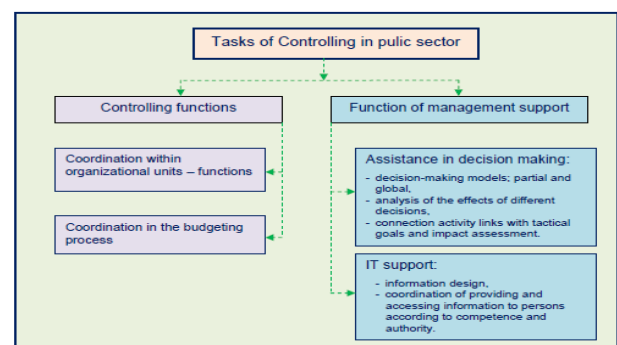 Tasks of Controlling in pulic sector
Controlling functions
Function of management support
Coordination within
organizational units – functions
Coordination in the budgeting
process
Assistance in decision making:
- decision-making models; partial and
global,
- analysis of the effects of different
decisions,
- connection activity links with tactical
goals and impact assessment.
IT support:
- information design,
- coordination of providing and
accessing information to persons
according to competence and
authority.